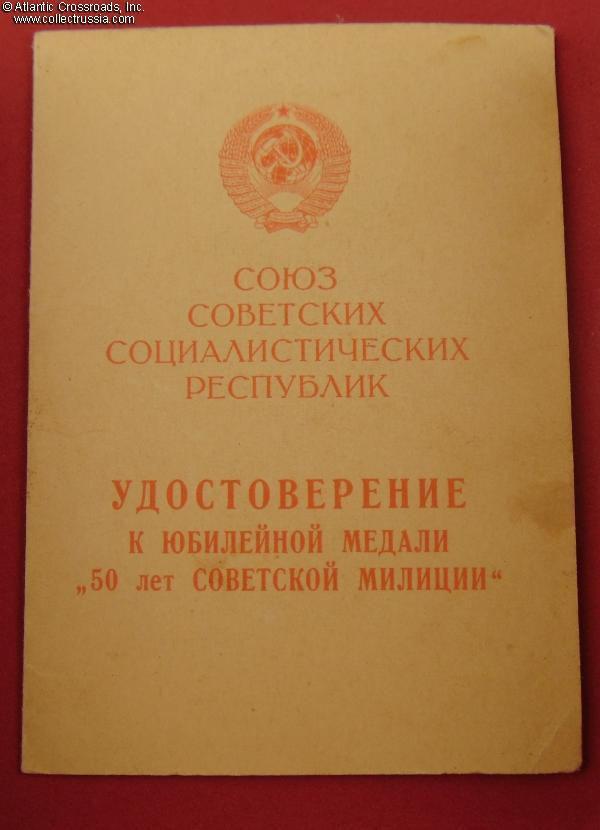 © Atlantic Crossroads, Inc.
www.collectrussia.com
СОЮЗ
СОВЕТСКИХ
СОЦИАЛИСТИЧЕСКИХ
РЕСПУБЛИК
УДОСТОВЕРЕНИЕ
К ЮБИЛЕЙНОЙ МЕДАЛИ
„50 лет СОВЕТСКОЙ МИЛИЦИИ“